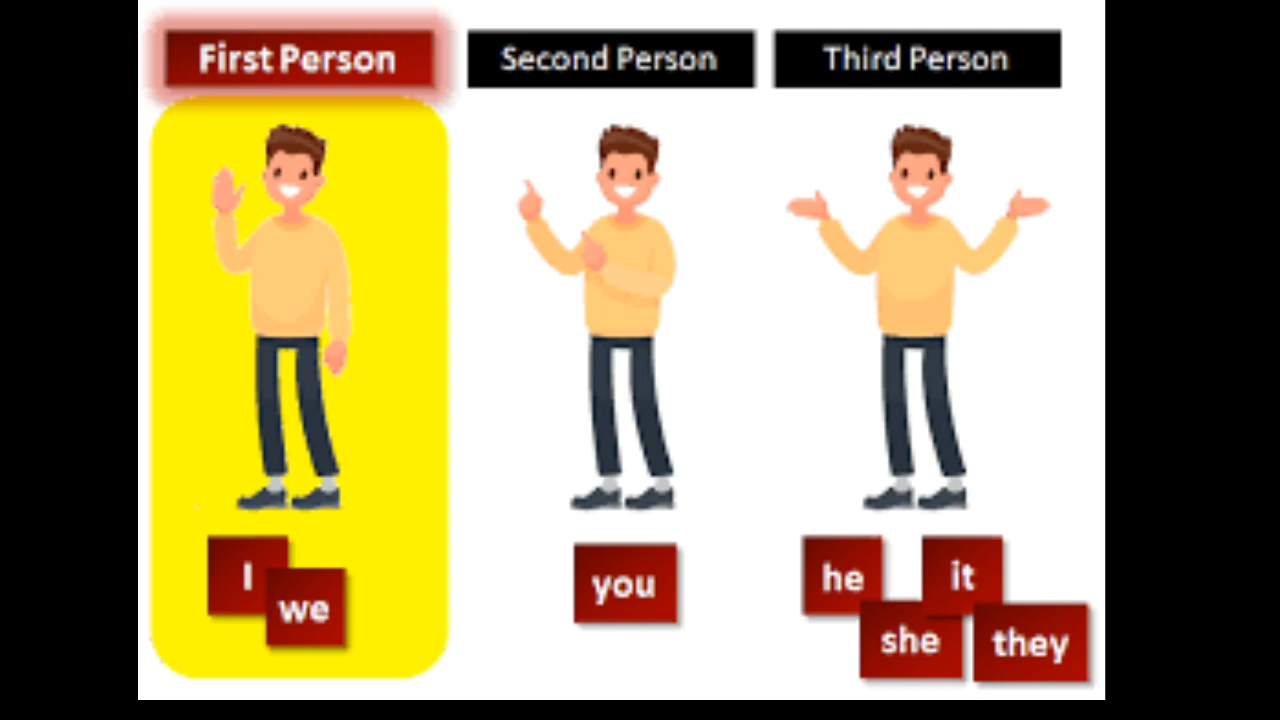 First Person
Second Person
Third Person
I
we
you
he
it
she
they